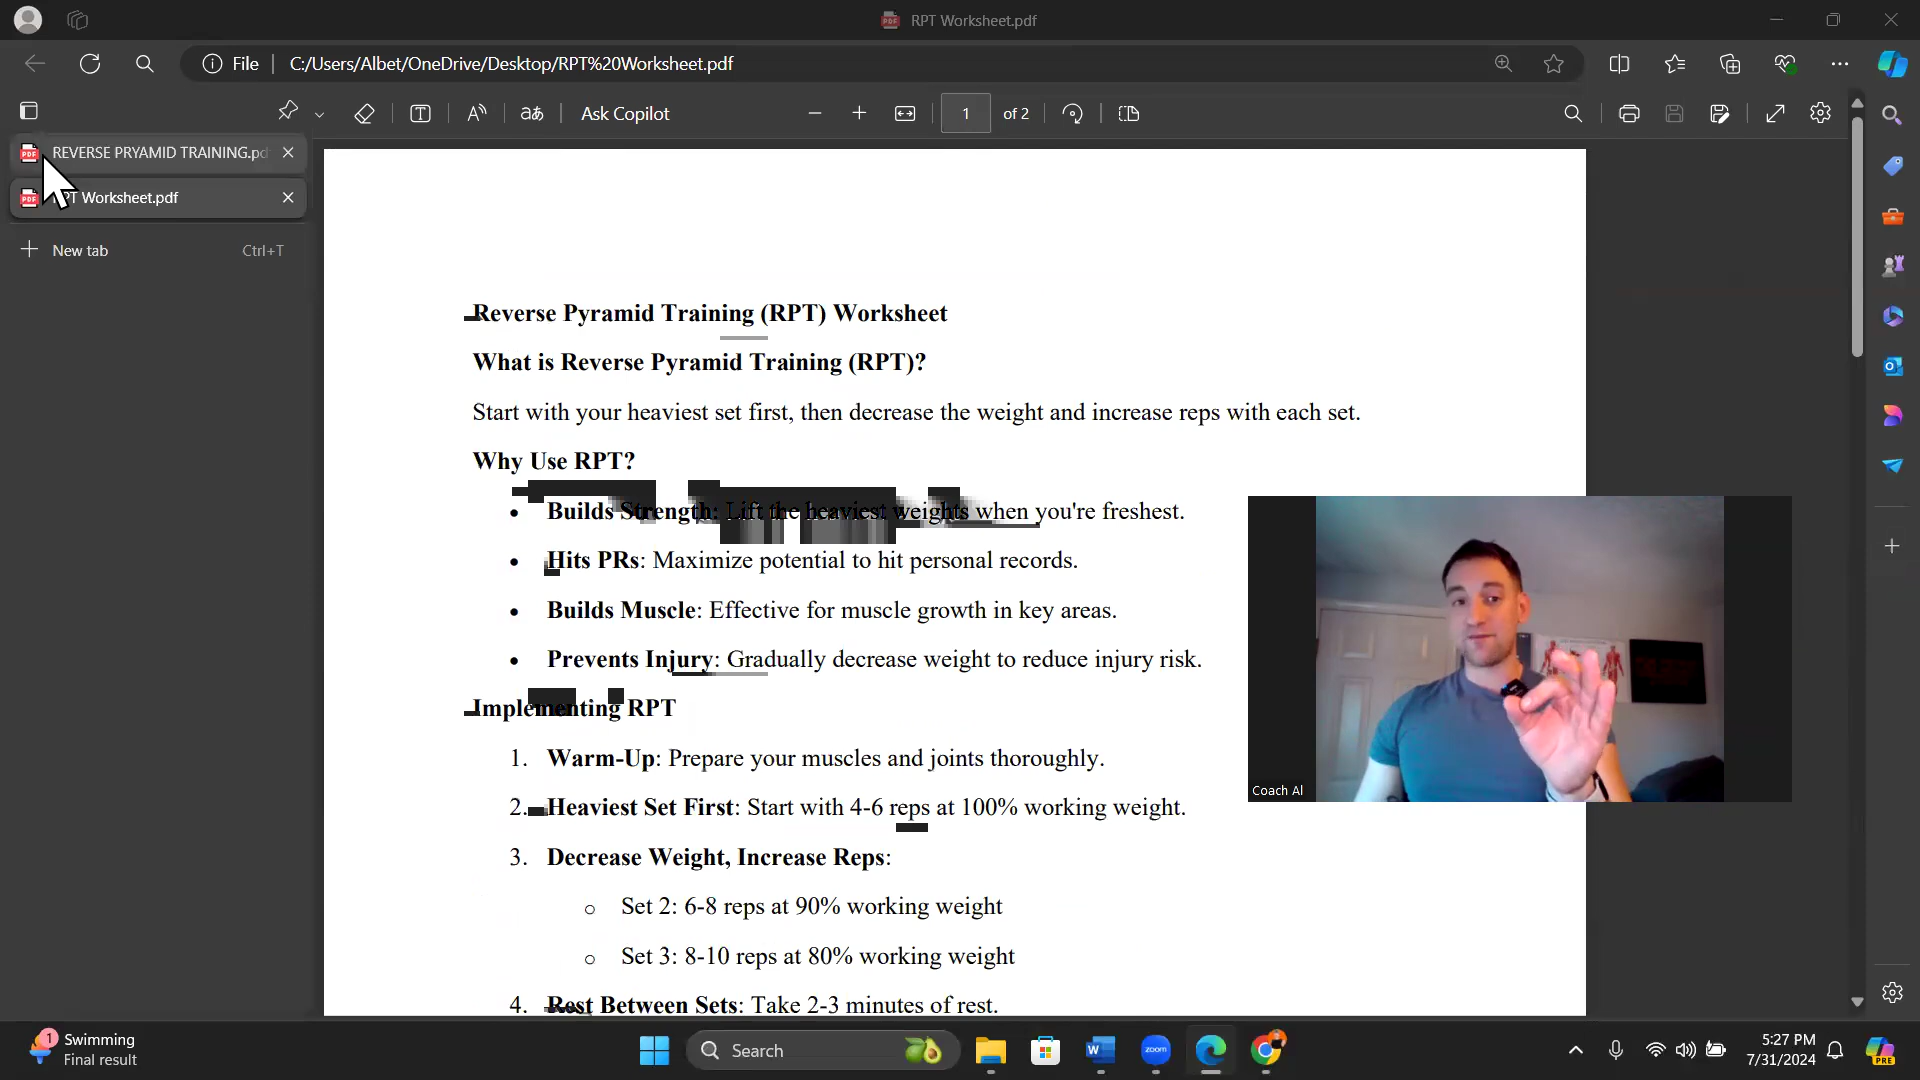 RPT Worksheet.pdf
File
C:/Users/Albet/OneDrive/Desktop/RPT%20Worksheet.pdf
Ask Copilot
1
of 2
REVERSE PRYAMID TRAINING.pd
RPT Worksheet.pdf
New tab Ctrl+T
Reverse Pyramid Training (RPT) Worksheet
What is Reverse Pyramid Training (RPT)?
Start with your heaviest set first, then decrease the weight and increase reps with each set.
Why Use RPT?
• Builds Strength: Lift the heaviest weights when you're freshest.
• Hits PRs: Maximize potential to hit personal records.
• Builds Muscle: Effective for muscle growth in key areas.
• Prevents Injury: Gradually decrease weight to reduce injury risk.
Implementing RPT
1. Warm-Up: Prepare your muscles and joints thoroughly.
2. Heaviest Set First: Start with 4-6 reps at 100% working weight.
3. Decrease Weight, Increase Reps:
o Set 2: 6-8 reps at 90% working weight
o Set 3: 8-10 reps at 80% working weight
4. Rest Between Sets: Take 2-3 minutes of rest.
Coach Al
1
Swimming
Final result
Search
zoom
5:27 PM
7/31/2024
PRE